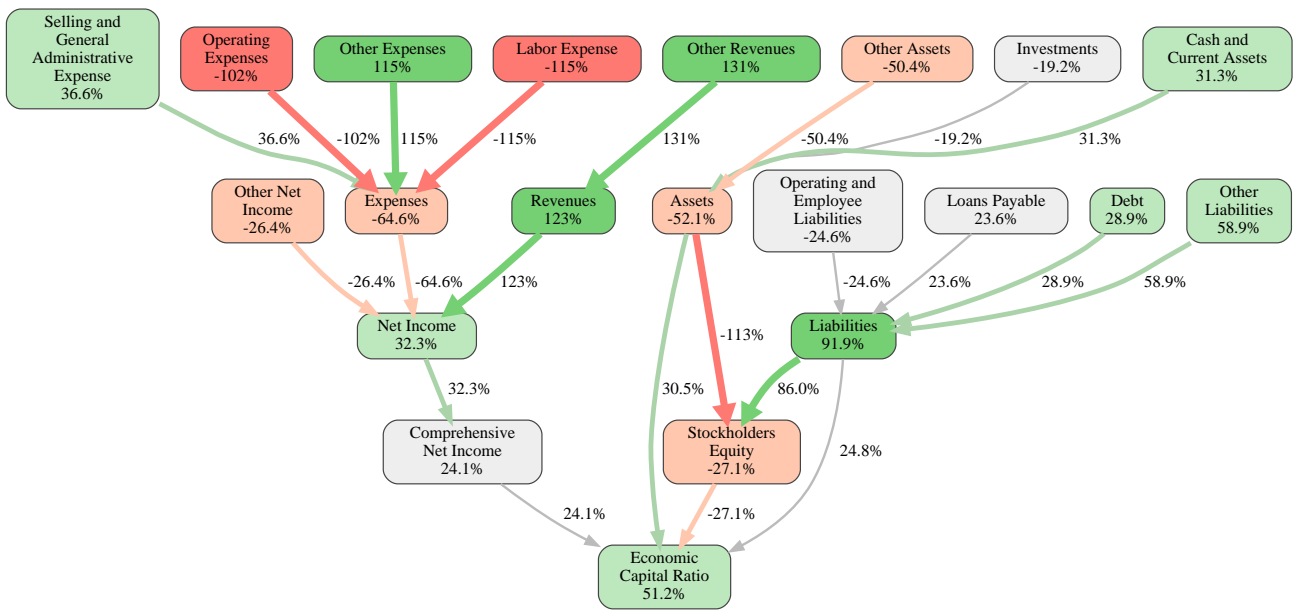 Selling and
General
Administrative
Expense
36.6%
Operating
Expenses
-102%
Other Expenses
115%
Labor Expense
-115%
Other Revenues
131%
Other Assets
-50.4%
Investments
-19.2%
Cash and
Current Assets
31.3%
36.6%
-102%
115%
-115%
131%
-50.4%
-19.2%
31.3%
Other Net
Income
-26.4%
Expenses
-64.6%
Revenues
123%
Assets
-52.1%
Operating and
Employee
Liabilities
-24.6%
Loans Payable
23.6%
Debt
28.9%
Other
Liabilities
58.9%
-26.4%
-64.6%
123%
-24.6%
23.6%
28.9%
58.9%
Net Income
32.3%
-113%
Liabilities
91.9%
32.3%
30.5%
86.0%
Comprehensive
Net Income
24.1%
Stockholders
Equity
-27.1%
24.8%
24.1%
-27.1%
Economic
Capital Ratio
51.2%